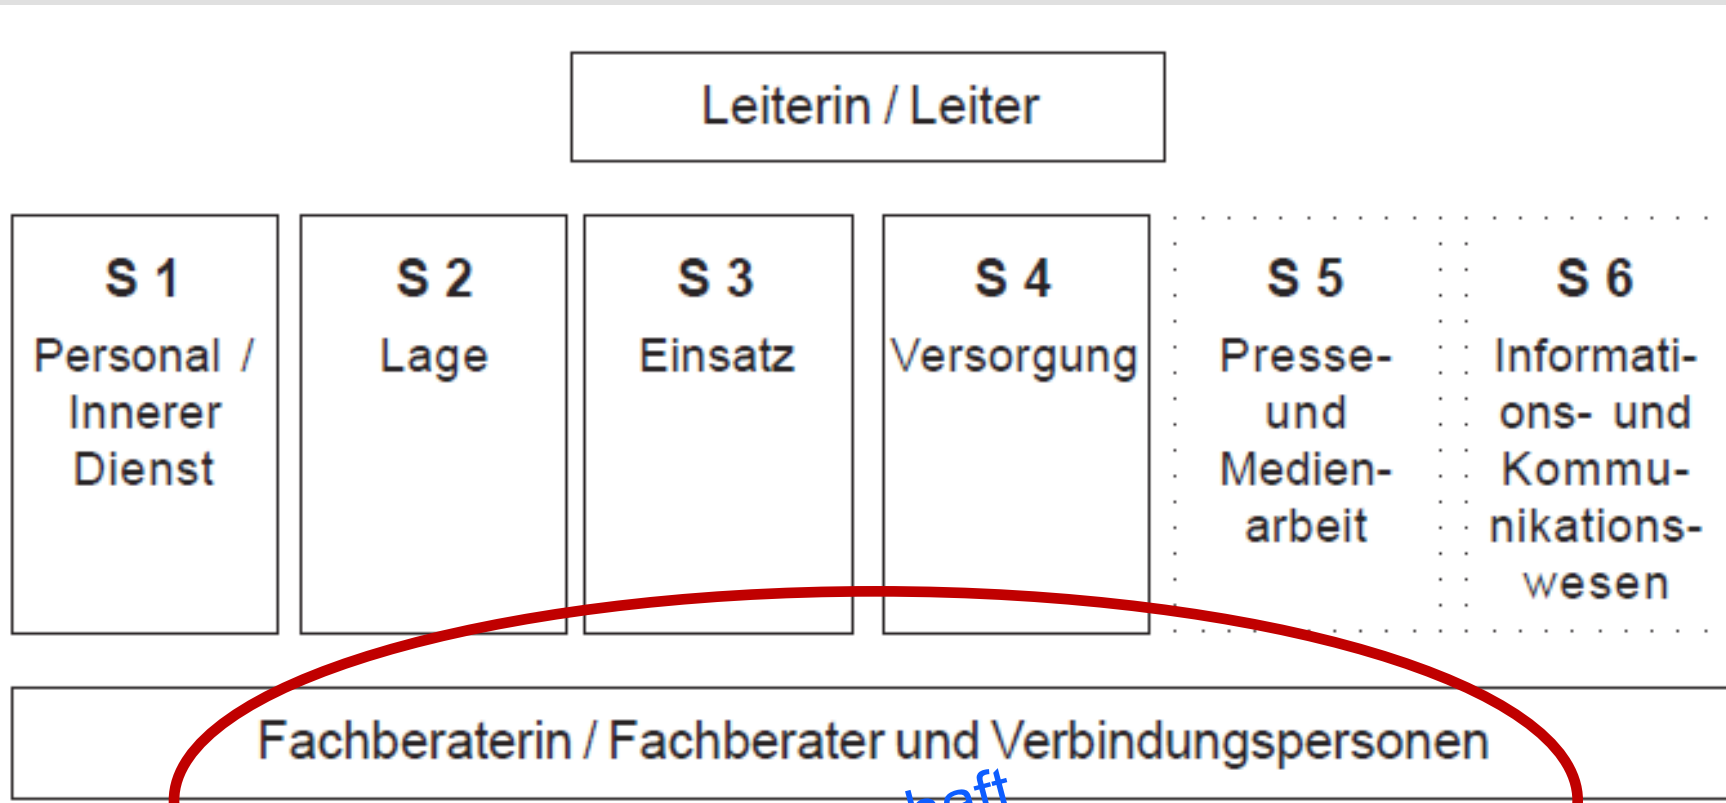 Leiterin / Leiter
S 1
Personal /
Innerer
Dienst
S 2
Lage
S 3
Einsatz
S 4
Versorgung
S 5
Presse-
und
Medien-
arbeit
S 6
Informati-
ons- und
Kommu-
nikations-
wesen
Fachberaterin / Fachberater und Verbindungspersonen